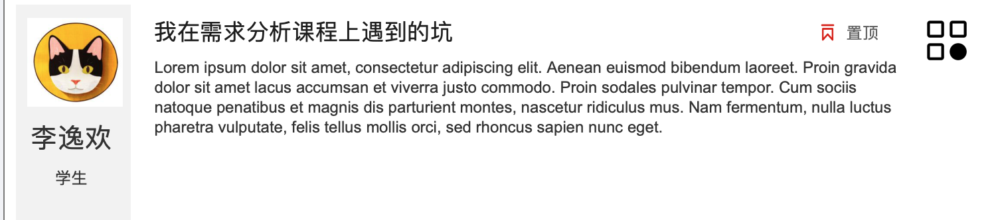 我在需求分析课程上遇到的坑
置顶
Lorem ipsum dolor sit amet, consectetur adipiscing elit. Aenean euismod bibendum laoreet. Proin gravida
dolor sit amet lacus accumsan et viverra justo commodo. Proin sodales pulvinar tempor. Cum sociis
natoque penatibus et magnis dis parturient montes, nascetur ridiculus mus. Nam fermentum, nulla luctus
pharetra vulputate, felis tellus mollis orci, sed rhoncus sapien nunc eget.
李逸欢
学生